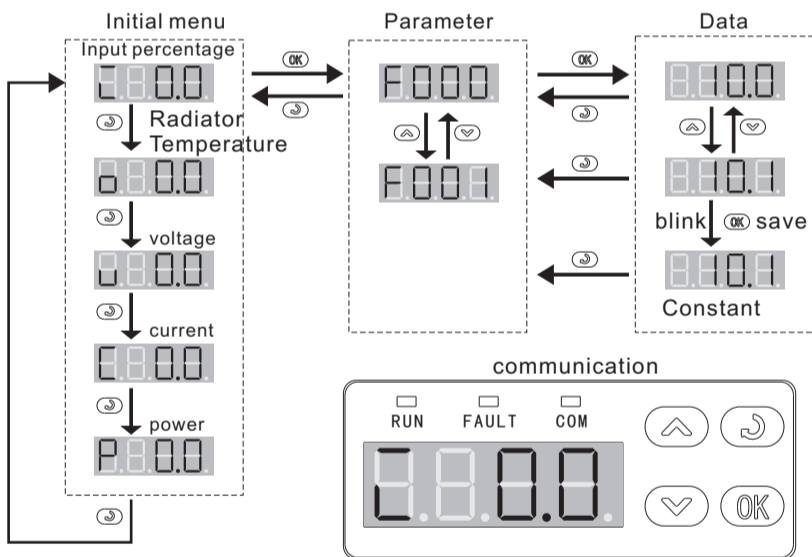 Initial menu
Parameter
Data
Input percentage
0.0
OK
F000
OK
10.0
Radiator
Temperature
o 0.0
F001
10.1
blink OK save
voltage
u 0.0
10.1
Constant
current
C 0.0
power
P 0.0
communication
RUN FAULT COM
0.0
OK